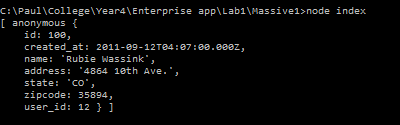 C:\Paul\College\Year4\Enterprise app\Lab1\Massive1>node index
[ anonymous {
    id: 100,
    created_at: 2011-09-12T04:07:00.000Z,
    name: 'Rubie Wassink',
    address: '4864 10th Ave.',
    state: 'CO',
    zipcode: 35894,
    user_id: 12 } ]